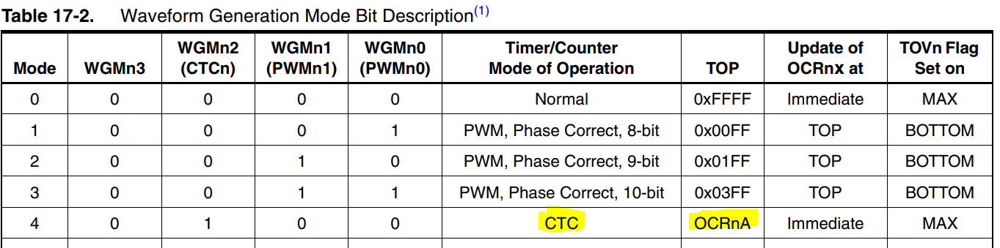 Table 17-2. Waveform Generation Mode Bit Description(1)
Mode WGMn3 WGMn2 (CTCn) WGMn1 (PWMn1) WGMn0 (PWMn0) Timer/Counter Mode of Operation TOP Update of OCRnx at TOVn Flag Set on
0 0 0 0 0 Normal 0xFFFF Immediate MAX
1 0 0 0 1 PWM, Phase Correct, 8-bit 0x00FF TOP BOTTOM
2 0 0 1 0 PWM, Phase Correct, 9-bit 0x01FF TOP BOTTOM
3 0 0 1 1 PWM, Phase Correct, 10-bit 0x03FF TOP BOTTOM
4 0 1 0 0 CTC OCRnA Immediate MAX